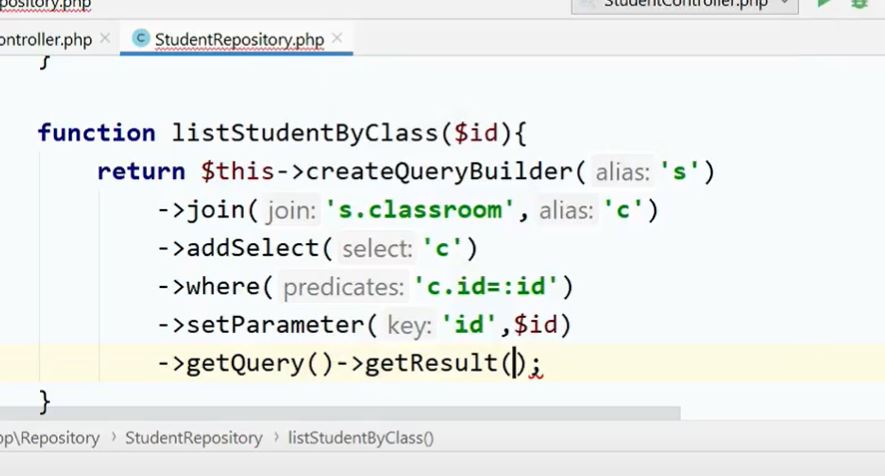 pository.php
StudentController.php
ontroller.php × C StudentRepository.php ×
}
function listStudentByClass($id){
return $this->createQueryBuilder( alias: 's')
->join( join: 's.classroom', alias: 'c')
->addSelect( select: 'c')
->where( predicates: 'c.id=:id')
->setParameter( key: 'id',$id)
->getQuery()->getResult();
}
pp\Repository › StudentRepository › listStudentByClass()